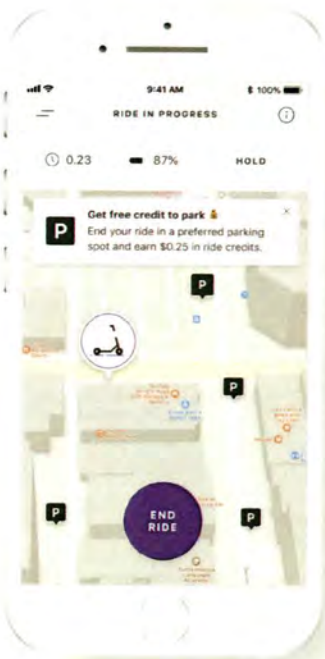 9:41 AM
100%
RIDE IN PROGRESS
0.23
87%
HOLD
P
Get free credit to park
End your ride in a preferred parking
spot and earn $0.25 in ride credits.
P
P
END
RIDE
P
P